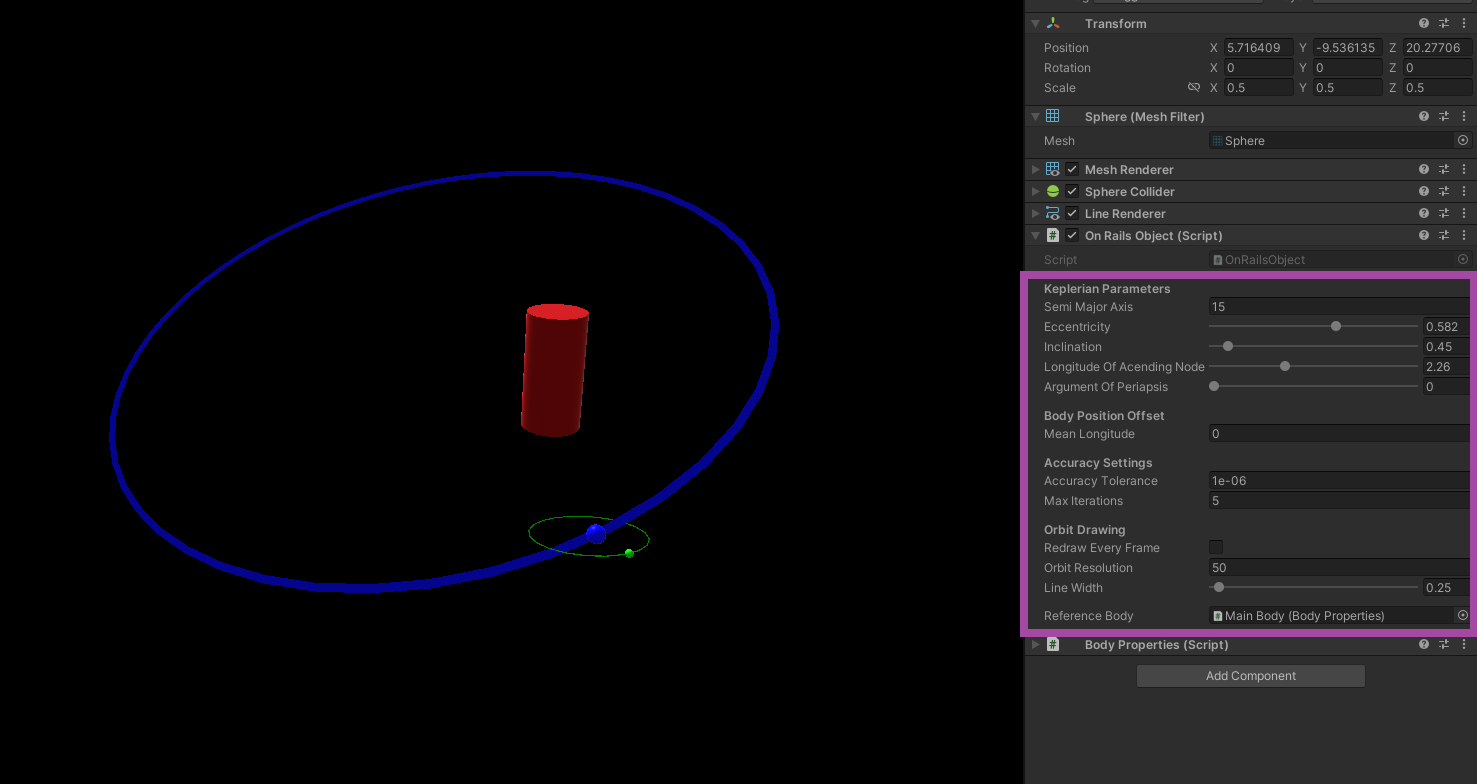 Transform
Position X 5.716409 Y -9.536135 Z 20.27706
Rotation X 0 Y 0 Z 0
Scale X 0.5 Y 0.5 Z 0.5
Sphere (Mesh Filter)
Mesh Sphere
Mesh Renderer
Sphere Collider
Line Renderer
# On Rails Object (Script)
Script # OnRailsObject
Keplerian Parameters
Semi Major Axis 15
Eccentricity 0.582
Inclination 0.45
Longitude Of Acending Node 2.26
Argument Of Periapsis 0
Body Position Offset
Mean Longitude 0
Accuracy Settings
Accuracy Tolerance 1e-06
Max Iterations 5
Orbit Drawing
Redraw Every Frame
Orbit Resolution 50
Line Width 0.25
Reference Body # Main Body (Body Properties)
# Body Properties (Script)
Add Component